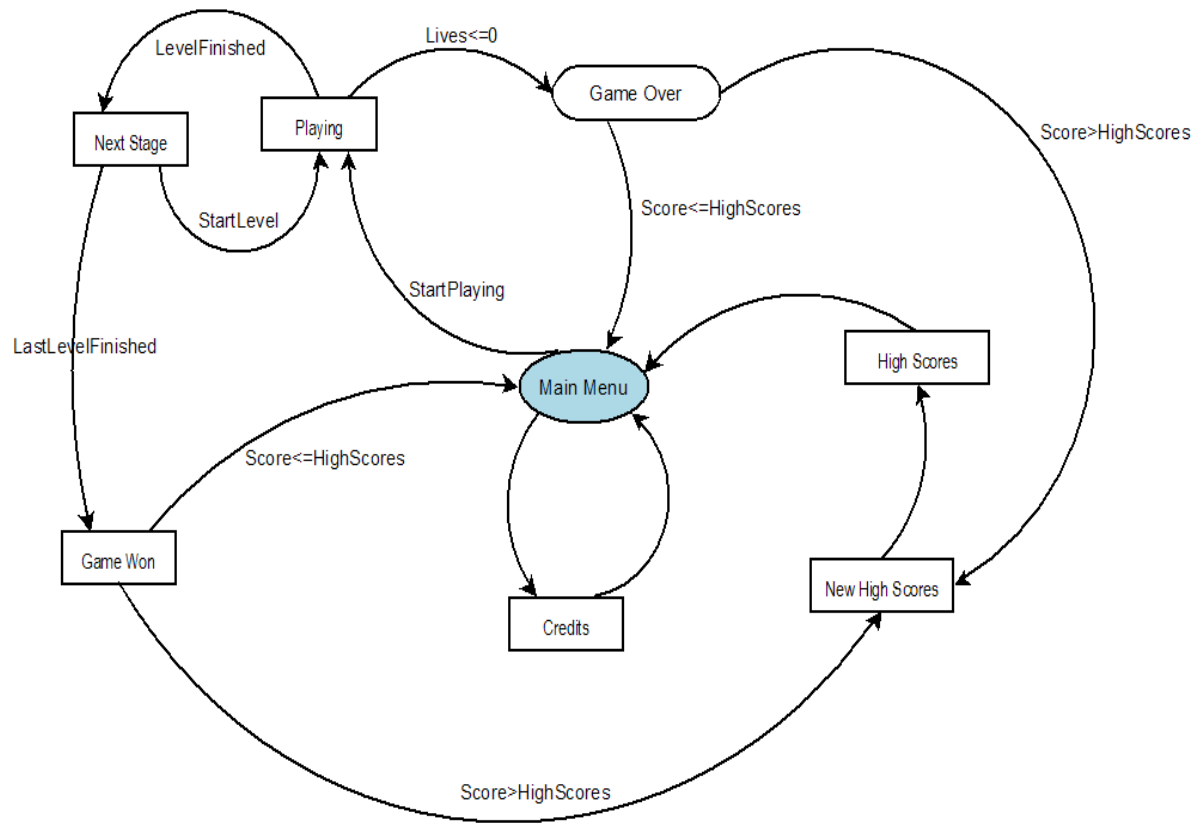 Lives<=0
LevelFinished
Game Over
Playing
Next Stage
Score>HighScores
Score<=HighScores
StartLevel
StartPlaying
LastLevelFinished
High Scores
Main Menu
Score<=HighScores
Game Won
New High Scores
Credits
Score>HighScores